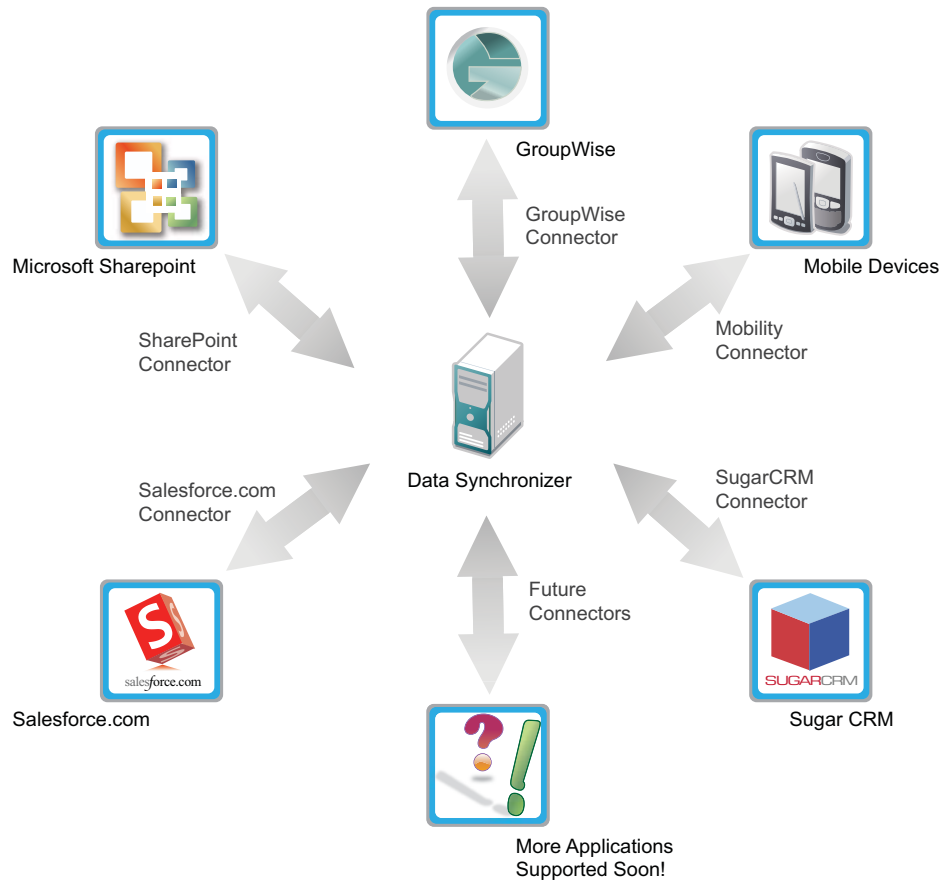 GroupWise
GroupWise
Connector
Microsoft Sharepoint
Mobile Devices
SharePoint
Connector
Mobility
Connector
Data Synchronizer
Salesforce.com
Connector
SugarCRM
Connector
Future
Connectors
S
S
S
salesforce.com
SUGARCRM
Salesforce.com
Sugar CRM
?!
More Applications
Supported Soon!